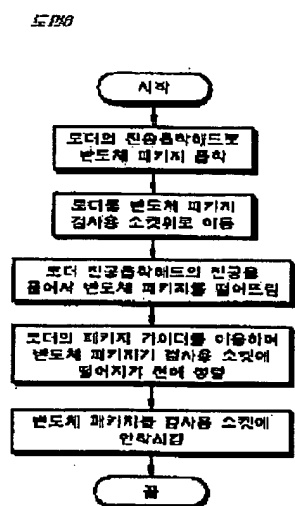 도면6
시작
로더의 진공흡착헤드로
반도체 패키지 흡착
로더를 반도체 패키지
검사용 소켓위로 이동
로더 진공흡착헤드의 진공을
끊어서 반도체 패키지를 떨어뜨림
로더의 패키지 가이더를 이용하여
반도체 패키지가 검사용 소켓에
떨어지기 전에 정렬
반도체 패키지를 검사용 소켓에
안착시킴
끝